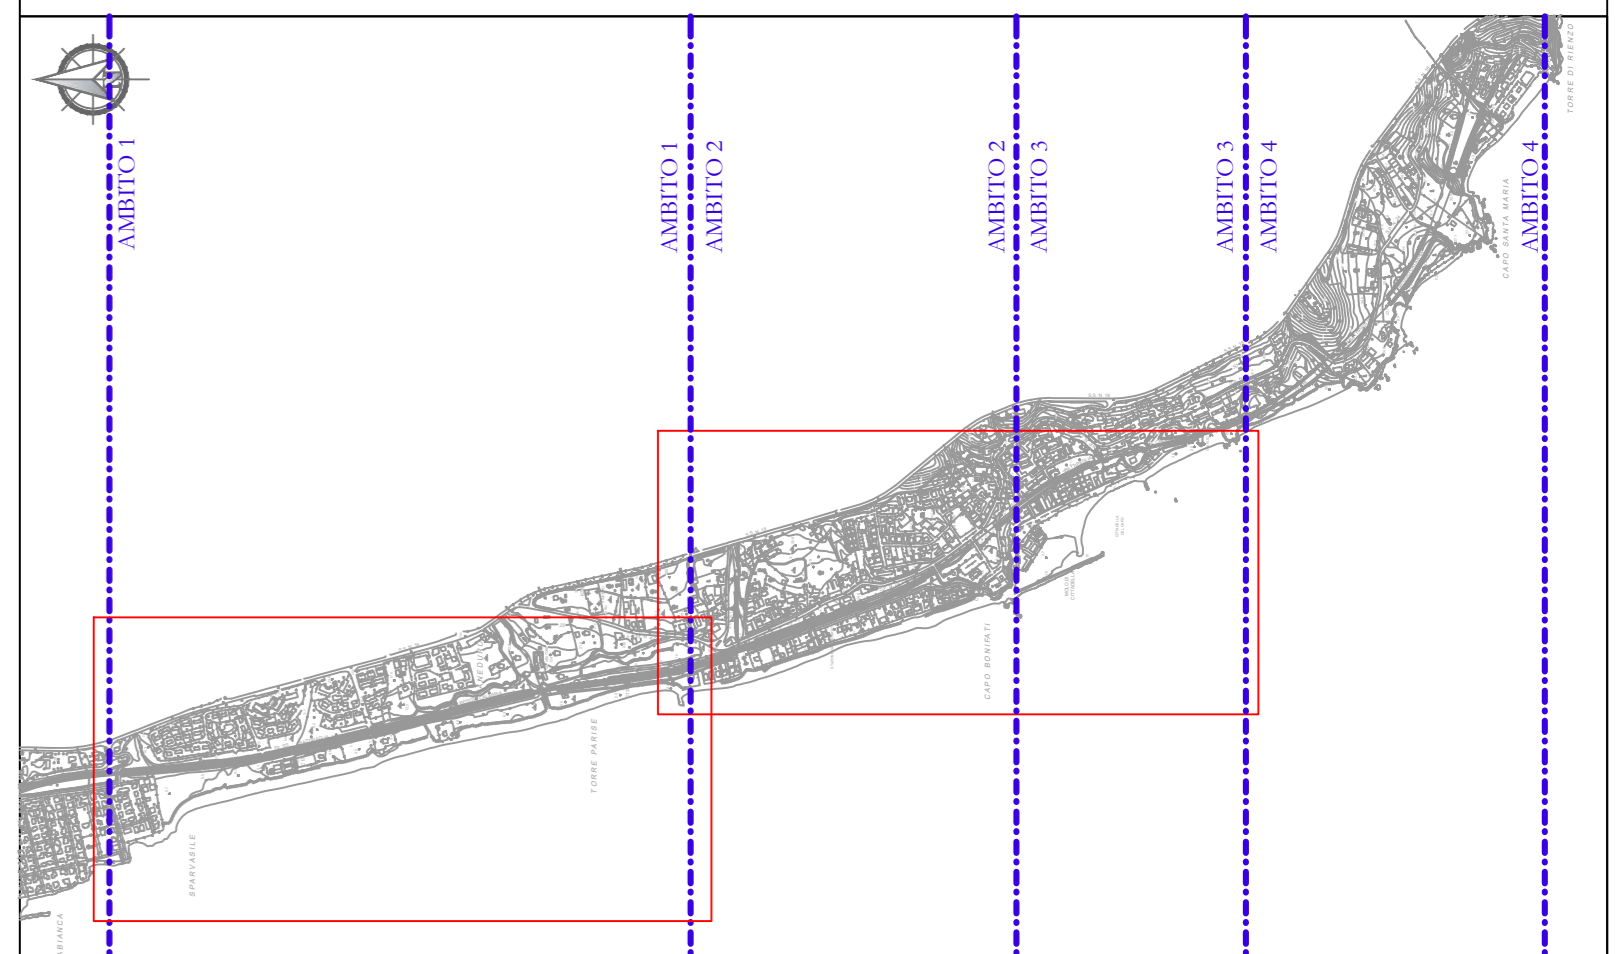 AMBITO 1
AMBITO 1
AMBITO 2
AMBITO 2
AMBITO 3
AMBITO 3
AMBITO 4
AMBITO 4
TORRE DI RIENZO
CAPO SANTA MARIA
CAPO BONIFATI
TORRE PARISE
SPARVASILE
ABIANCA